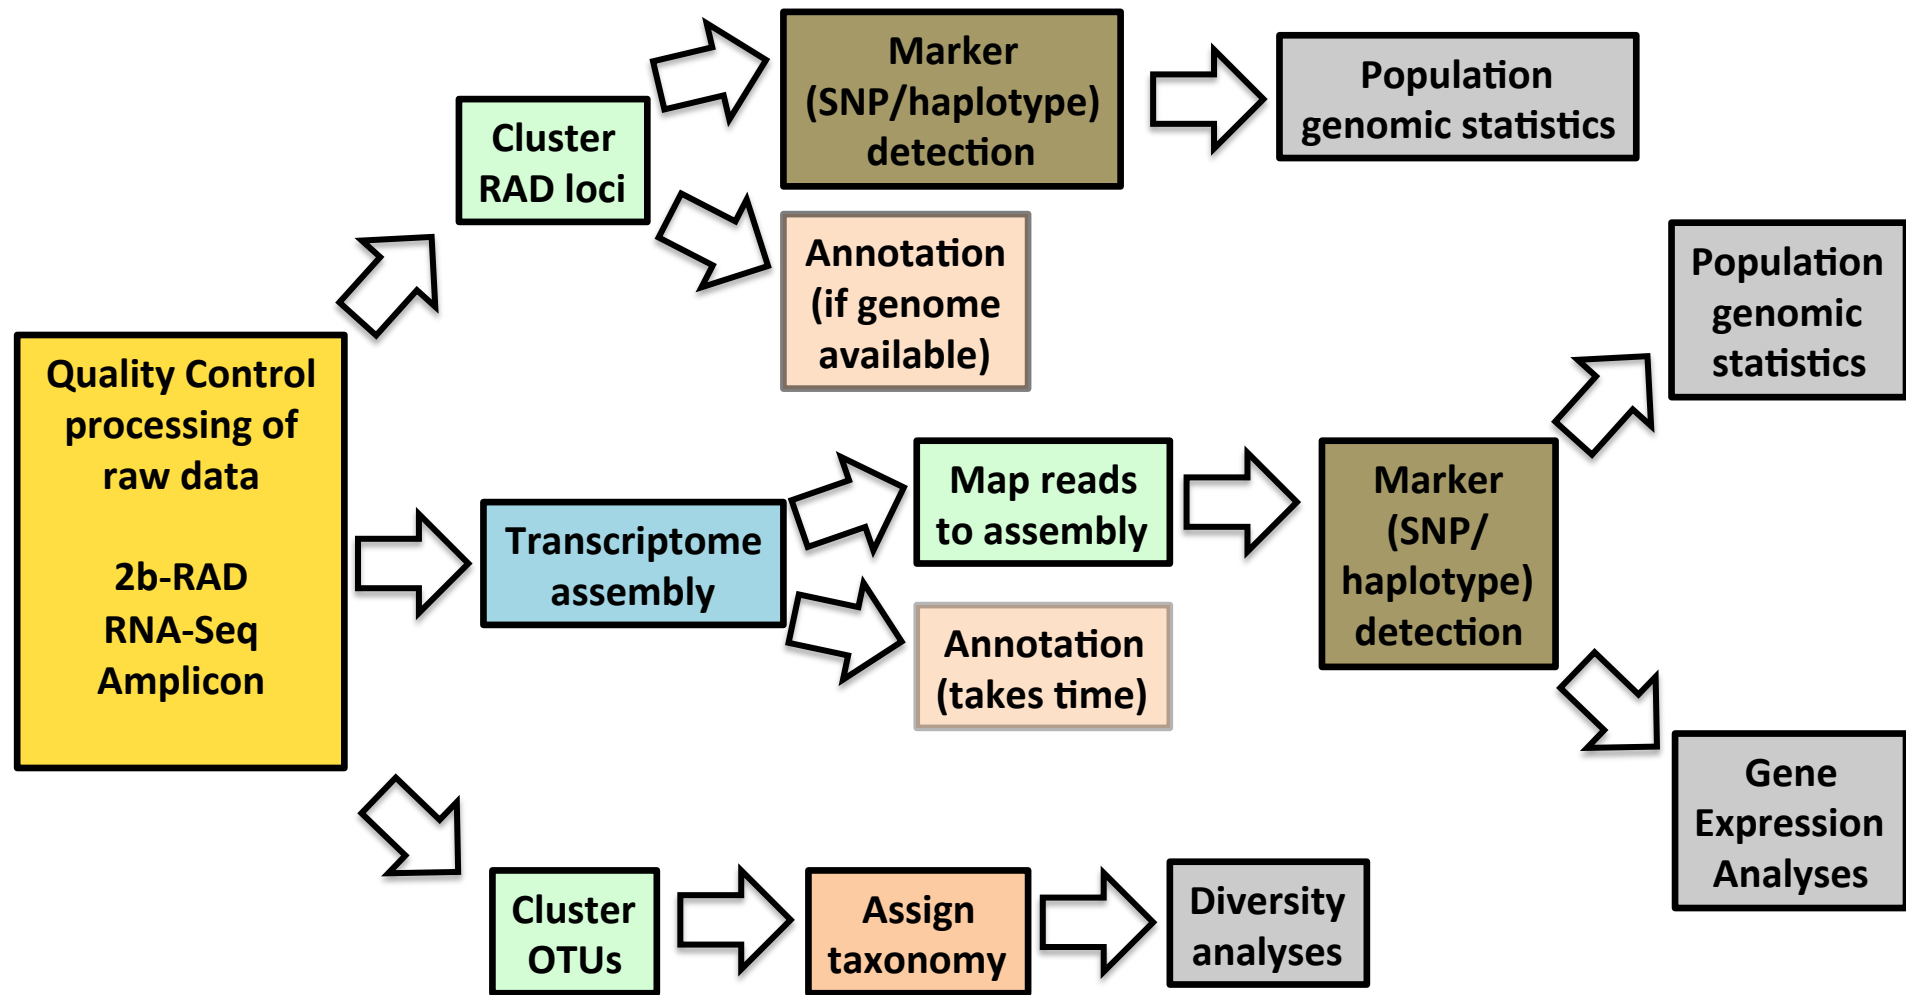 Quality Control
processing of
raw data
2b-RAD
RNA-Seq
Amplicon
Cluster
RAD loci
Marker
(SNP/haplotype)
detection
Population
genomic statistics
Annotation
(if genome
available)
Transcriptome
assembly
Map reads
to assembly
Annotation
(takes time)
Marker
(SNP/
haplotype)
detection
Population
genomic
statistics
Gene
Expression
Analyses
Cluster
OTUs
Assign
taxonomy
Diversity
analyses